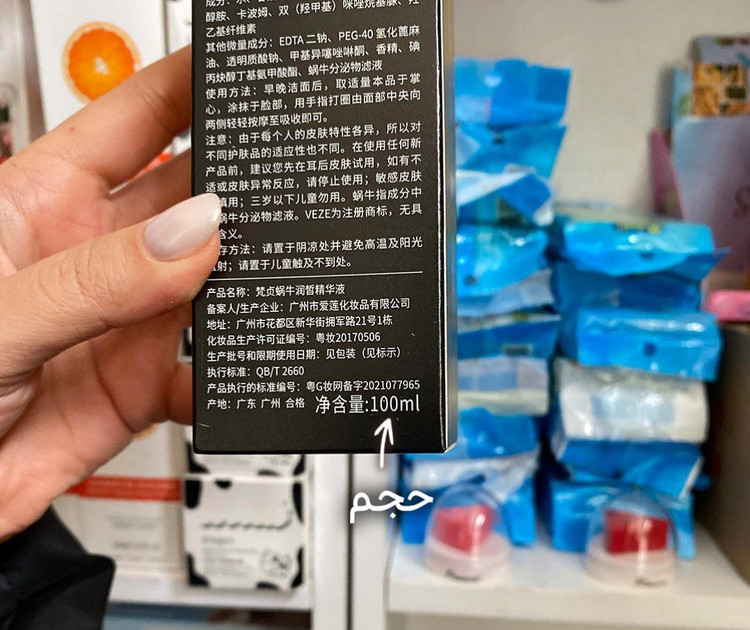 醇胺、卡波姆、双（羟甲基）咪唑烷基脲、羟
乙基纤维素
其他微量成分：EDTA 二钠、PEG-40 氢化蓖麻
油、透明质酸钠、甲基异噻唑啉酮、香精、碘
丙炔醇丁基氨甲酸酯、蜗牛分泌物滤液
使用方法：早晚洁面后，取适量本品于掌
心，涂抹于脸部，用手指打圈由面部中央向
两侧轻轻按摩至吸收即可。
注意：由于每个人的皮肤特性各异，所以对
不同护肤品的适应性也不同。在使用任何新
产品前，建议您先在耳后皮肤试用，如有不
适或皮肤异常反应，请停止使用；敏感皮肤
慎用；三岁以下儿童勿用。蜗牛指成分中
蜗牛分泌物滤液。VEZE为注册商标，无具
含义。
存方法：请置于阴凉处并避免高温及阳光
射；请置于儿童触及不到处。
产品名称：梵贞蜗牛润皙精华液
备案人/生产企业：广州市爱莲化妆品有限公司
地址：广州市花都区新华街拥军路21号1栋
化妆品生产许可证编号：粤妆20170506
生产批号和限期使用日期：见包装（见标示）
执行标准：QB/T 2660
产品执行的标准编号：粤G妆网备字2021077965
产地：广东 广州 合格 净含量:100ml
حجم